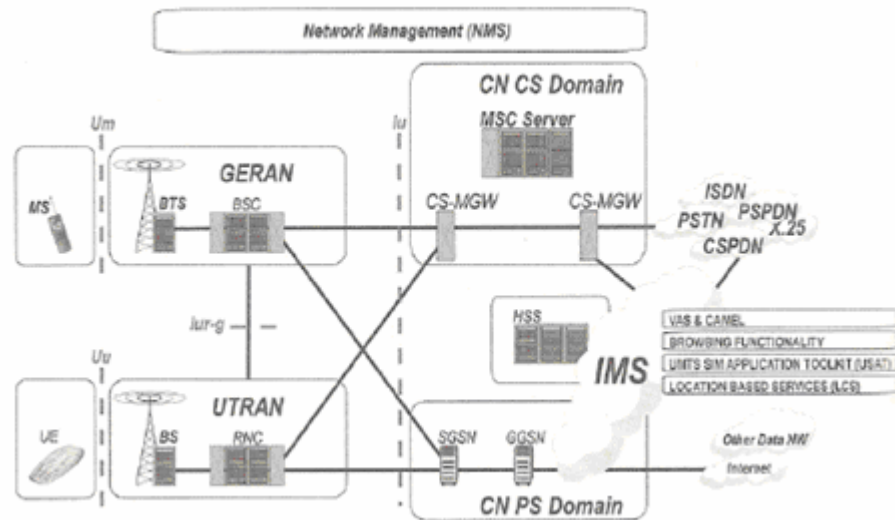 Network Management (NMS)
CN CS Domain
MSC Server
Um
Iu
GERAN
MS
BTS
BSC
CS-MGW
CS-MGW
ISDN
PSTN
PSPDN
X.25
CSPDN
Iur-g
HSS
IMS
VAS & CAMEL
BROWSING FUNCTIONALITY
UMTS SIM APPLICATION TOOLKIT (USAT)
LOCATION BASED SERVICES (LCS)
Uu
UTRAN
UE
BS
RNC
SGSN
GGSN
Other Data NW
Internet
CN PS Domain